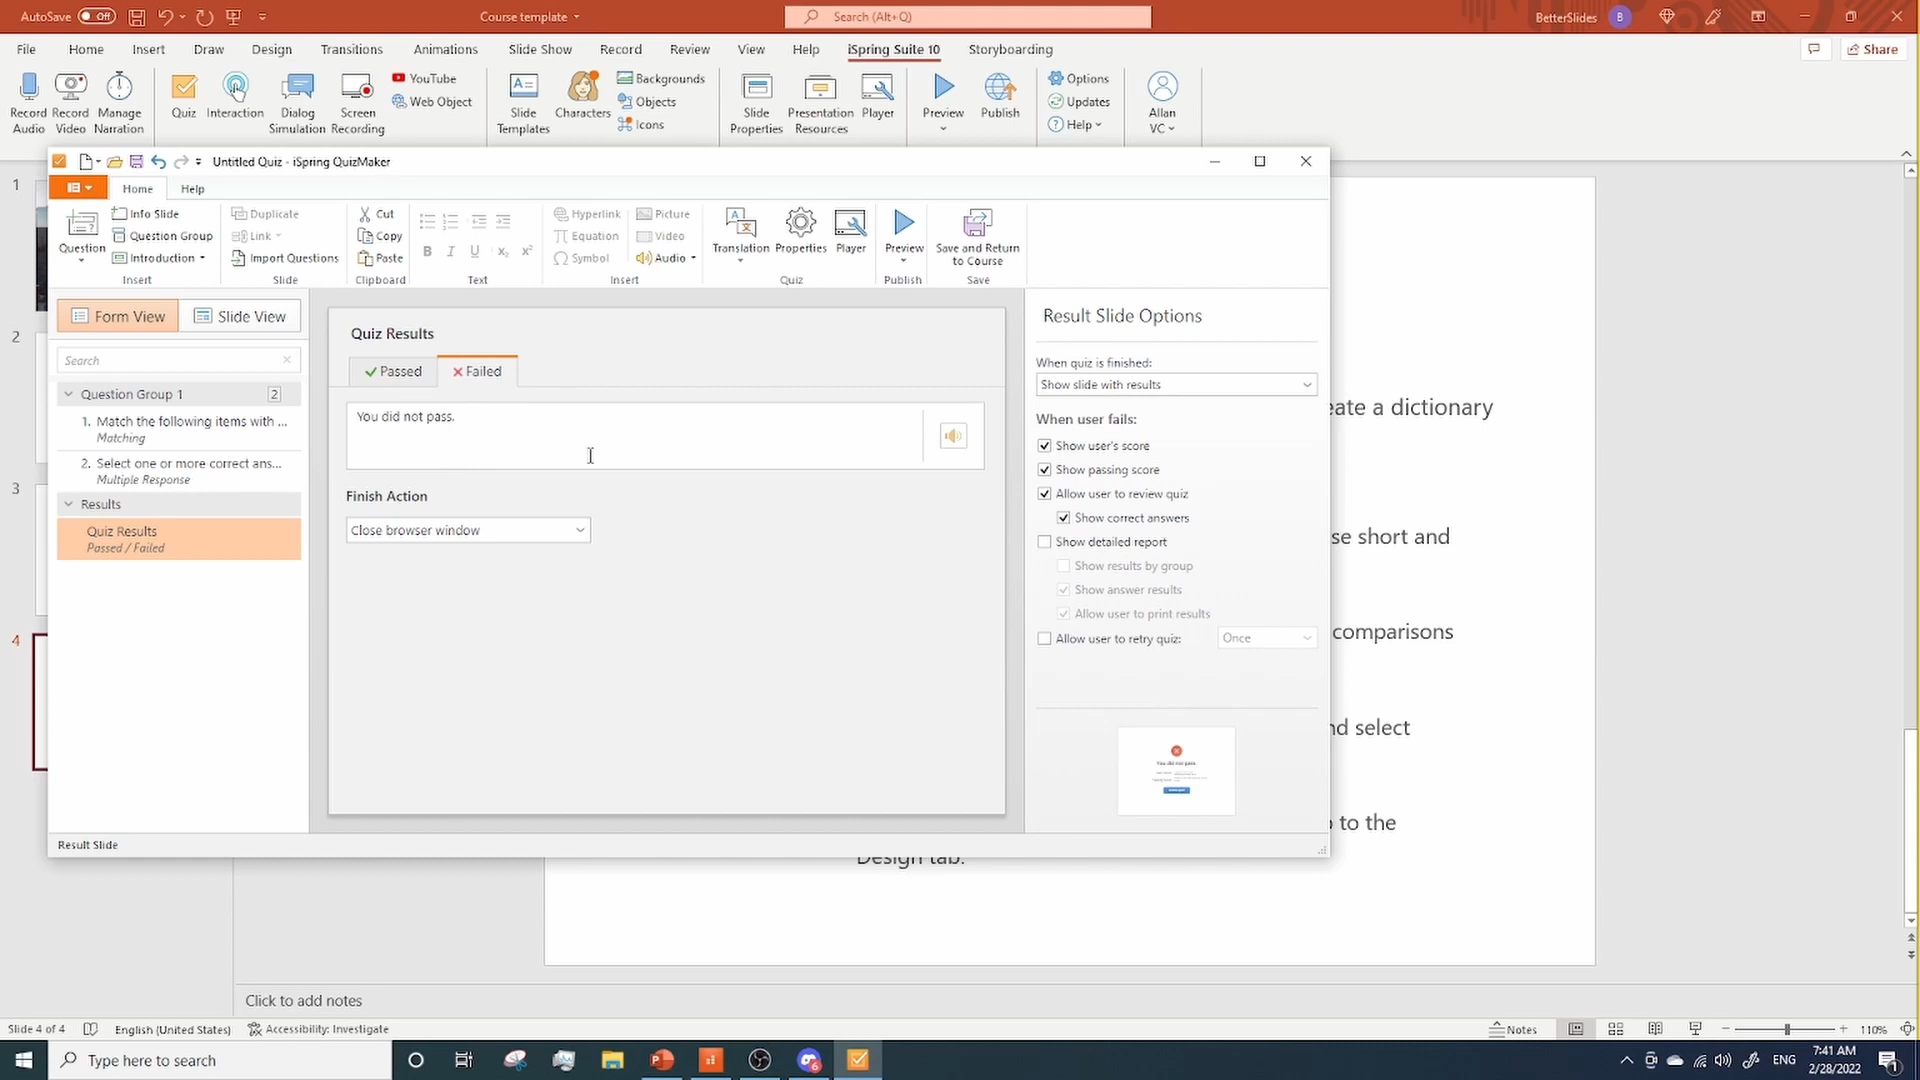 AutoSave Off
Course template
Search (Alt+Q)
BetterSlides B
File Home Insert Draw Design Transitions Animations Slide Show Record Review View Help iSpring Suite 10 Storyboarding
Share
Record Audio
Record Video
Manage Narration
Quiz
Interaction
Dialog Simulation
Screen Recording
YouTube
Web Object
Slide Templates
Characters
Backgrounds
Objects
Icons
Slide Properties
Presentation Resources
Player
Preview
Publish
Options
Updates
Help
Allan VC
Untitled Quiz - iSpring QuizMaker
Home Help
Question
Info Slide
Question Group
Introduction
Insert
Duplicate
Link
Import Questions
Slide
Cut
Copy
Paste
Clipboard
B I U x₂ x²
Text
Hyperlink
Equation
Symbol
Picture
Video
Audio
Insert
Translation
Properties
Player
Quiz
Preview
Publish
Save and Return to Course
Save
Form View
Slide View
Search
Question Group 1 2
1. Match the following items with ...
Matching
2. Select one or more correct ans...
Multiple Response
Results
Quiz Results
Passed / Failed
Quiz Results
Passed
Failed
You did not pass.
Finish Action
Close browser window
Result Slide Options
When quiz is finished:
Show slide with results
When user fails:
Show user's score
Show passing score
Allow user to review quiz
Show correct answers
Show detailed report
Show results by group
Show answer results
Allow user to print results
Allow user to retry quiz: Once
You did not pass.
Result Slide
1
2
3
4
eate a dictionary
se short and
comparisons
nd select
to the
Design tab.
Click to add notes
Slide 4 of 4
English (United States)
Accessibility: Investigate
Notes
110%
Type here to search
6
ENG
7:41 AM
2/28/2022
1